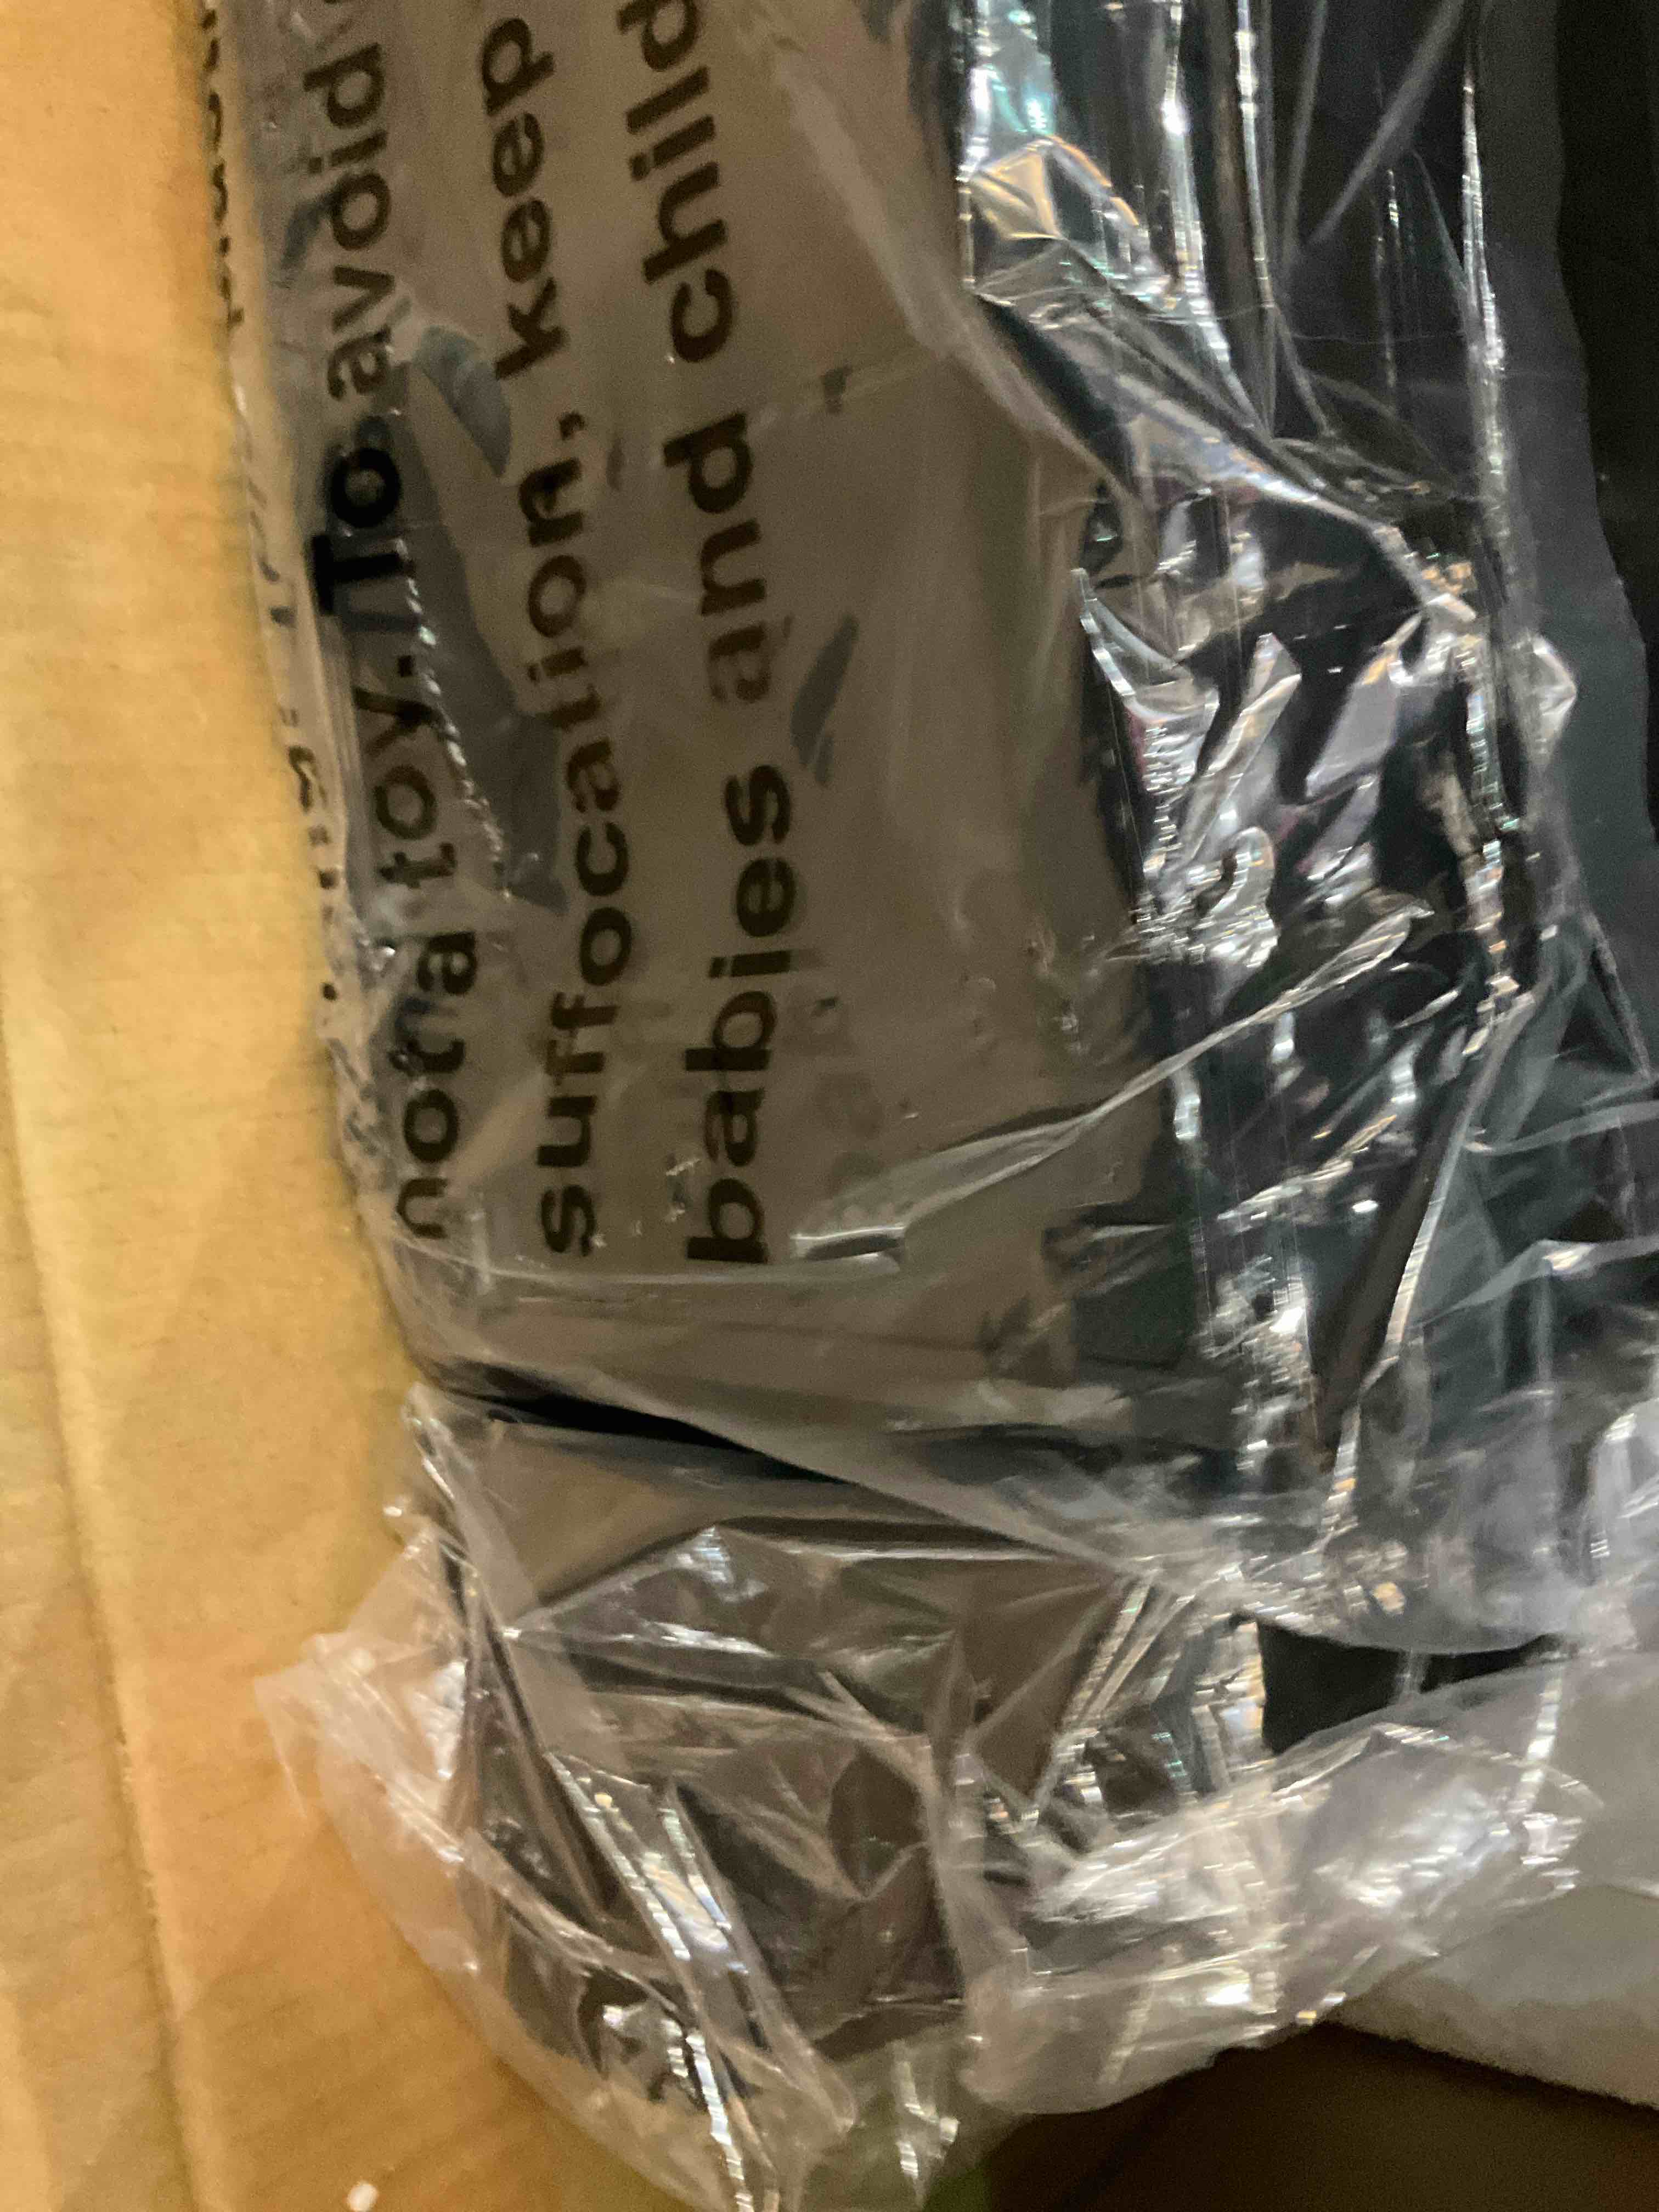 not a toy. To avoid
suffocation, keep
babies and child